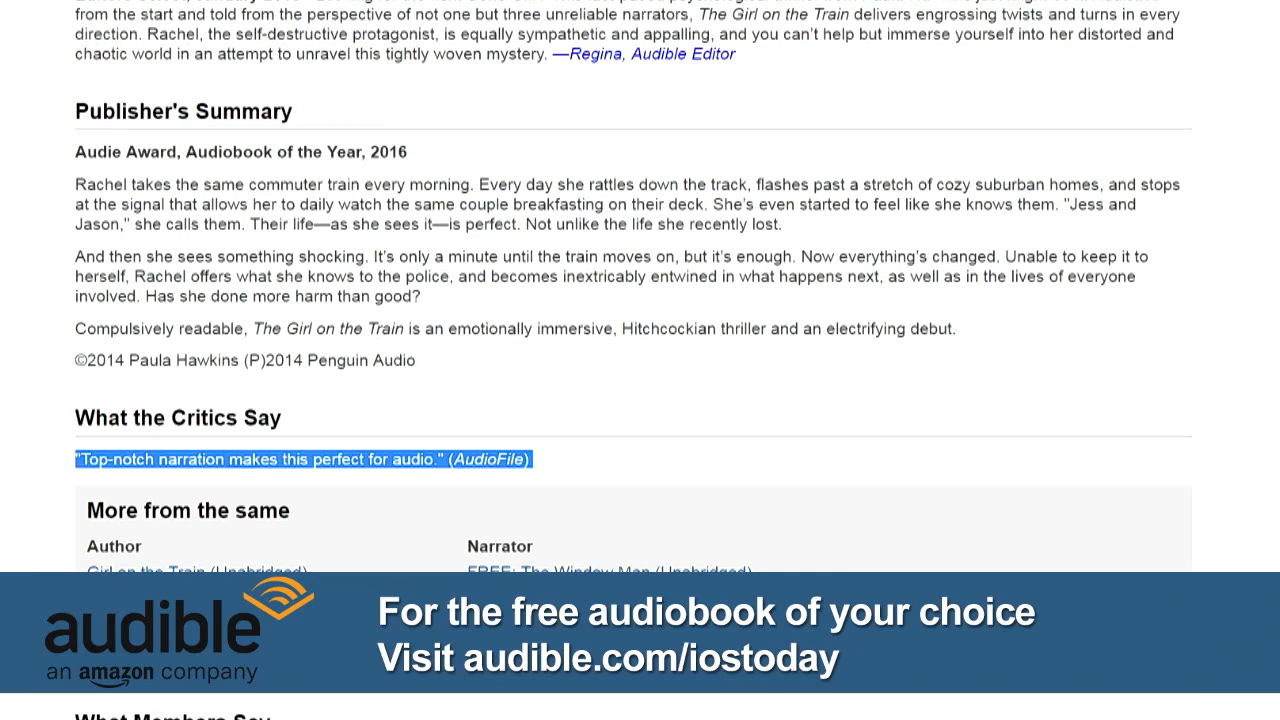 from the start and told from the perspective of not one but three unreliable narrators, The Girl on the Train delivers engrossing twists and turns in every
direction. Rachel, the self-destructive protagonist, is equally sympathetic and appalling, and you can't help but immerse yourself into her distorted and
chaotic world in an attempt to unravel this tightly woven mystery. —Regina, Audible Editor
Publisher's Summary
Audie Award, Audiobook of the Year, 2016
Rachel takes the same commuter train every morning. Every day she rattles down the track, flashes past a stretch of cozy suburban homes, and stops
at the signal that allows her to daily watch the same couple breakfasting on their deck. She's even started to feel like she knows them. "Jess and
Jason," she calls them. Their life—as she sees it—is perfect. Not unlike the life she recently lost.
And then she sees something shocking. It's only a minute until the train moves on, but it's enough. Now everything's changed. Unable to keep it to
herself, Rachel offers what she knows to the police, and becomes inextricably entwined in what happens next, as well as in the lives of everyone
involved. Has she done more harm than good?
Compulsively readable, The Girl on the Train is an emotionally immersive, Hitchcockian thriller and an electrifying debut.
©2014 Paula Hawkins (P)2014 Penguin Audio
What the Critics Say
"Top-notch narration makes this perfect for audio." (AudioFile)
More from the same
Author Narrator
Girl on the Train (Unabridged) FREE: The Window Man (Unabridged)
audible
an amazon company
For the free audiobook of your choice
Visit audible.com/iostoday
What Members Say